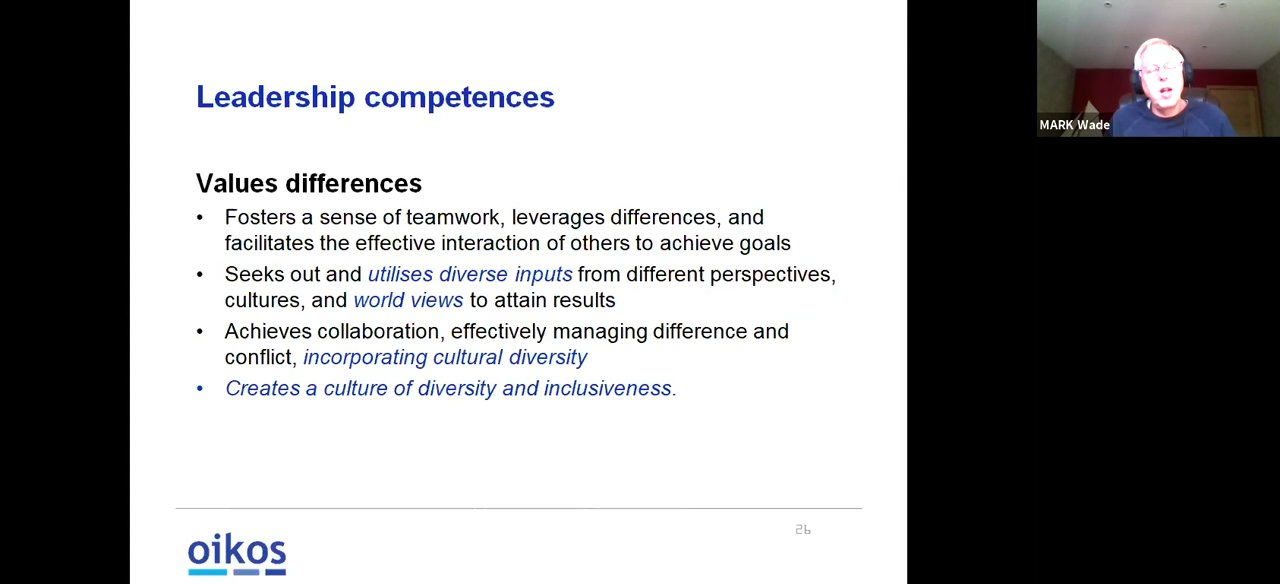 Leadership competences
MARK Wade
Values differences
• Fosters a sense of teamwork, leverages differences, and
facilitates the effective interaction of others to achieve goals
• Seeks out and utilises diverse inputs from different perspectives,
cultures, and world views to attain results
• Achieves collaboration, effectively managing difference and
conflict, incorporating cultural diversity
• Creates a culture of diversity and inclusiveness.
26
oikos